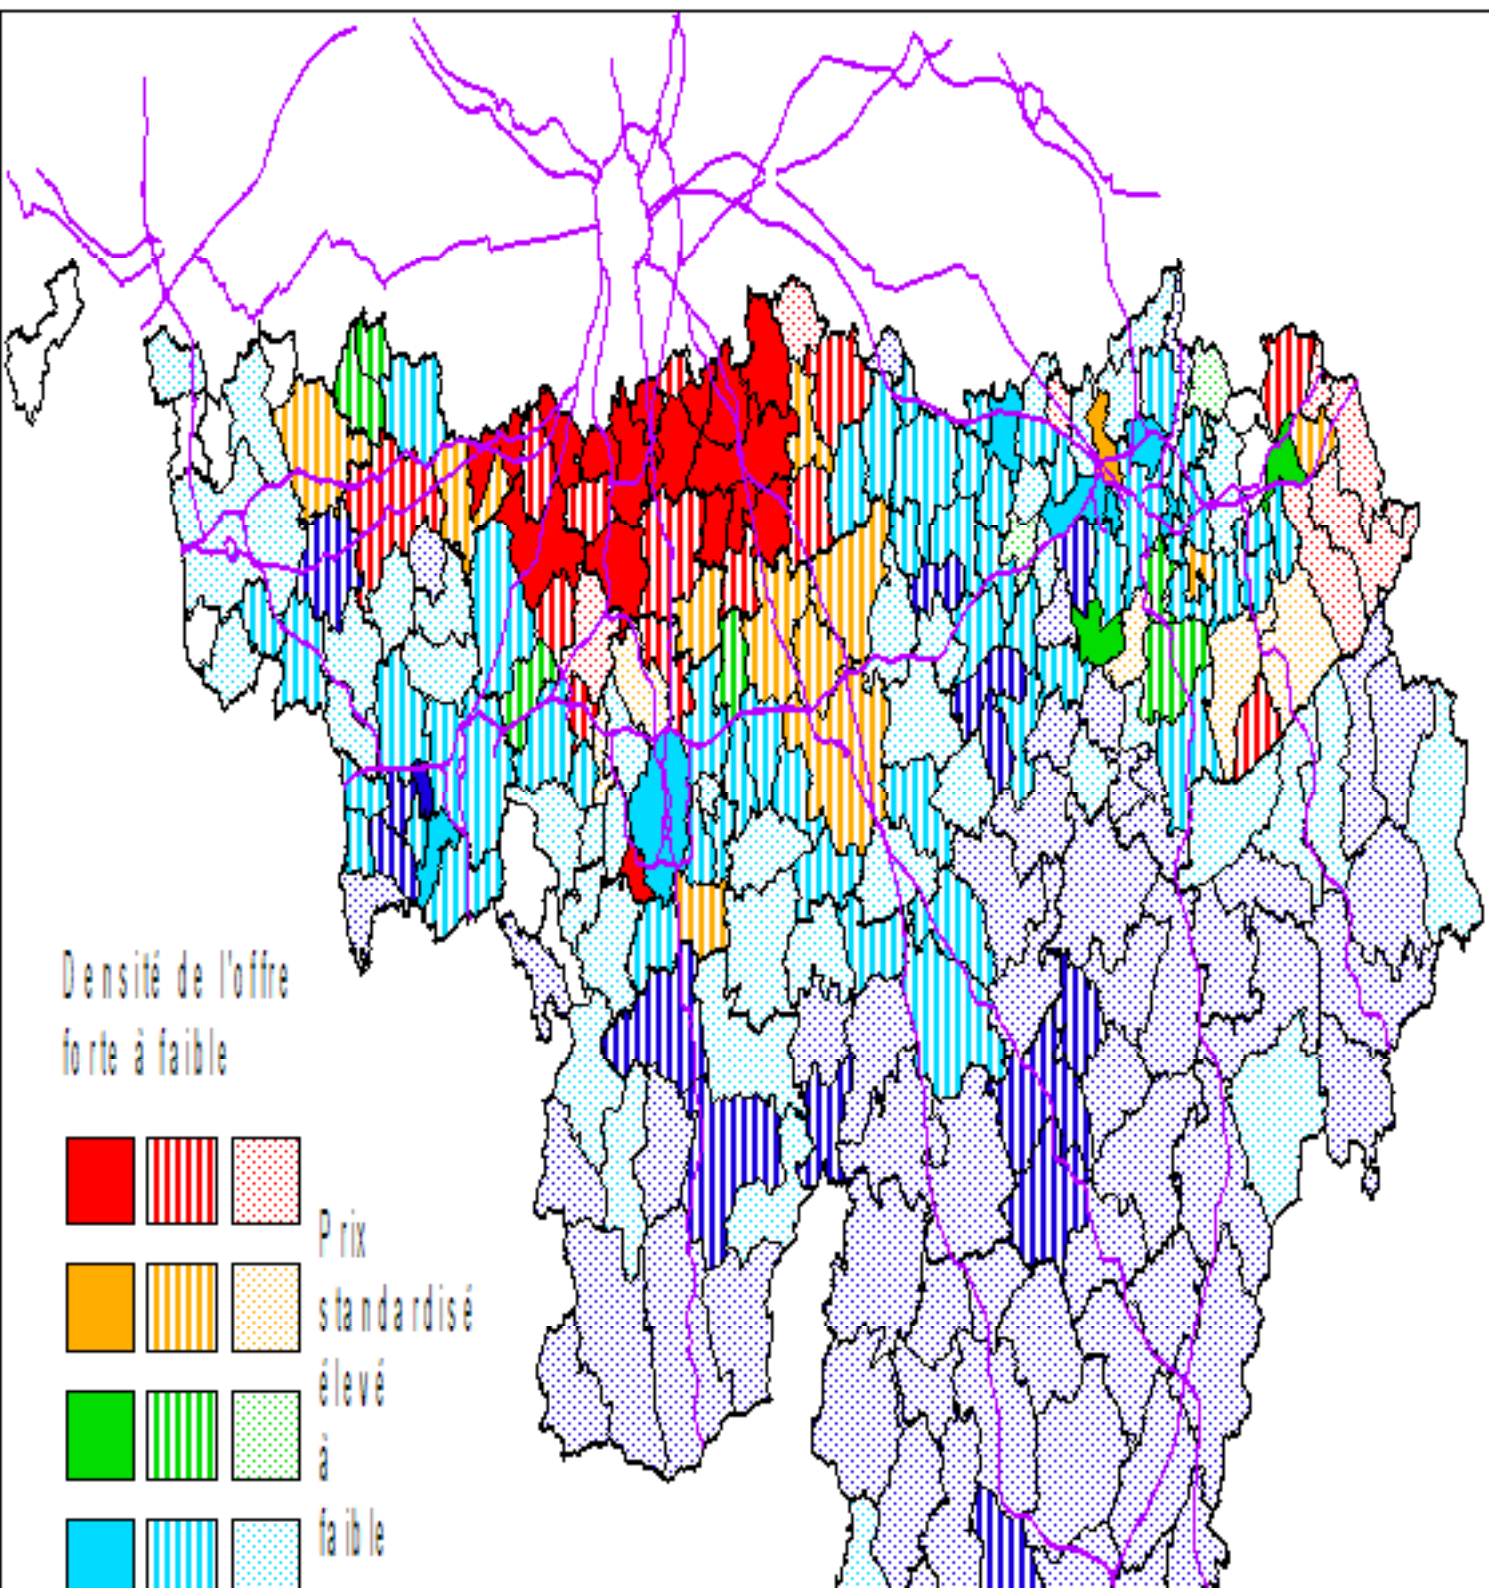 Densité de l'offre
forte à faible
Prix
standardisé
élevé
à
faible